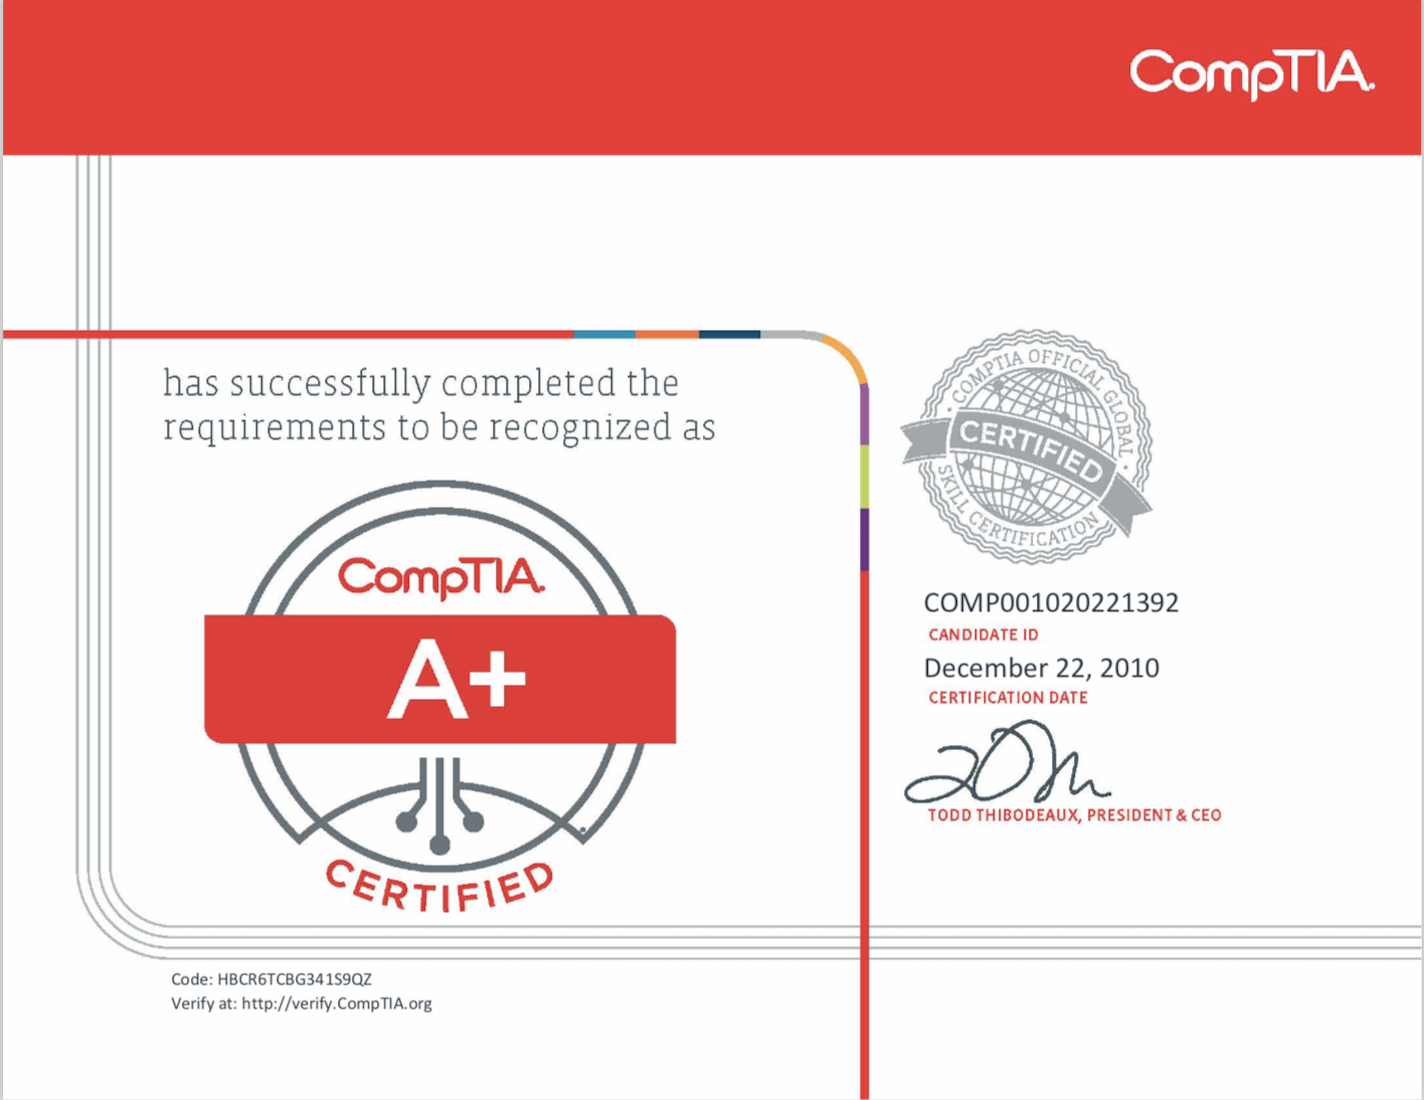 CompTIA.
has successfully completed the
requirements to be recognized as
CompTIA.
A+
CERTIFIED
COMPTIA OFFICIAL GLOBAL
CERTIFIED
SKILL CERTIFICATION
COMP001020221392
CANDIDATE ID
December 22, 2010
CERTIFICATION DATE
TODD THIBODEAUX, PRESIDENT & CEO
Code: HBCR6TCBG341S9QZ
Verify at: http://verify.CompTIA.org